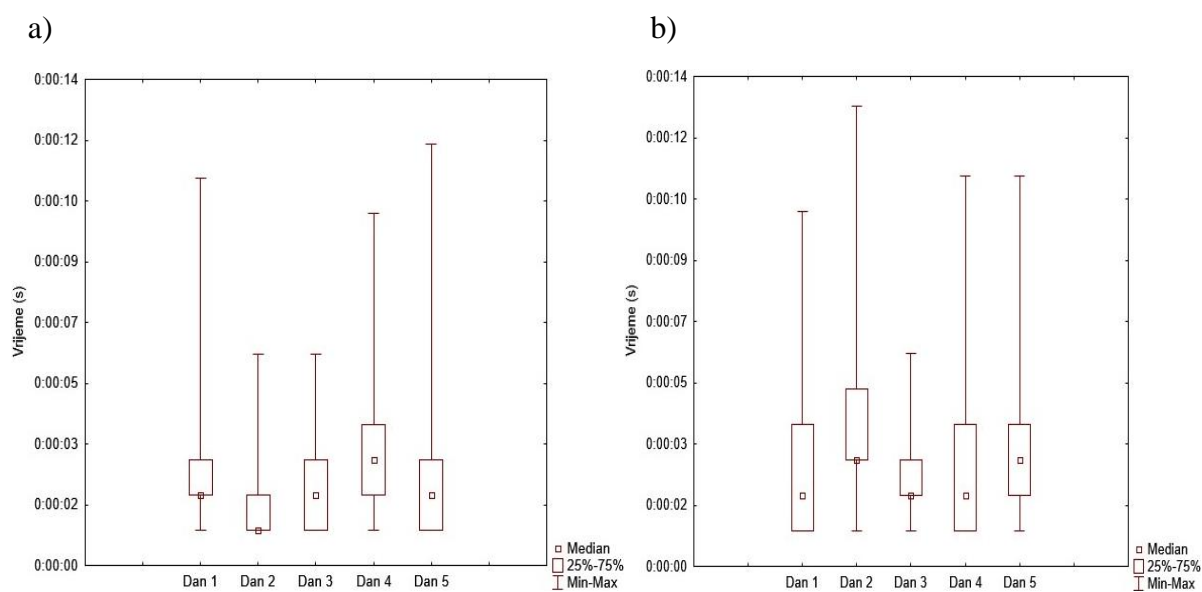 a)
0:00:14
0:00:12
0:00:10
0:00:09
0:00:07
0:00:05
0:00:03
0:00:02
0:00:00
Vrijeme (s)
Dan 1 Dan 2 Dan 3 Dan 4 Dan 5
Median
25%-75%
Min-Max
b)
0:00:14
0:00:12
0:00:10
0:00:09
0:00:07
0:00:05
0:00:03
0:00:02
0:00:00
Vrijeme (s)
Dan 1 Dan 2 Dan 3 Dan 4 Dan 5
Median
25%-75%
Min-Max